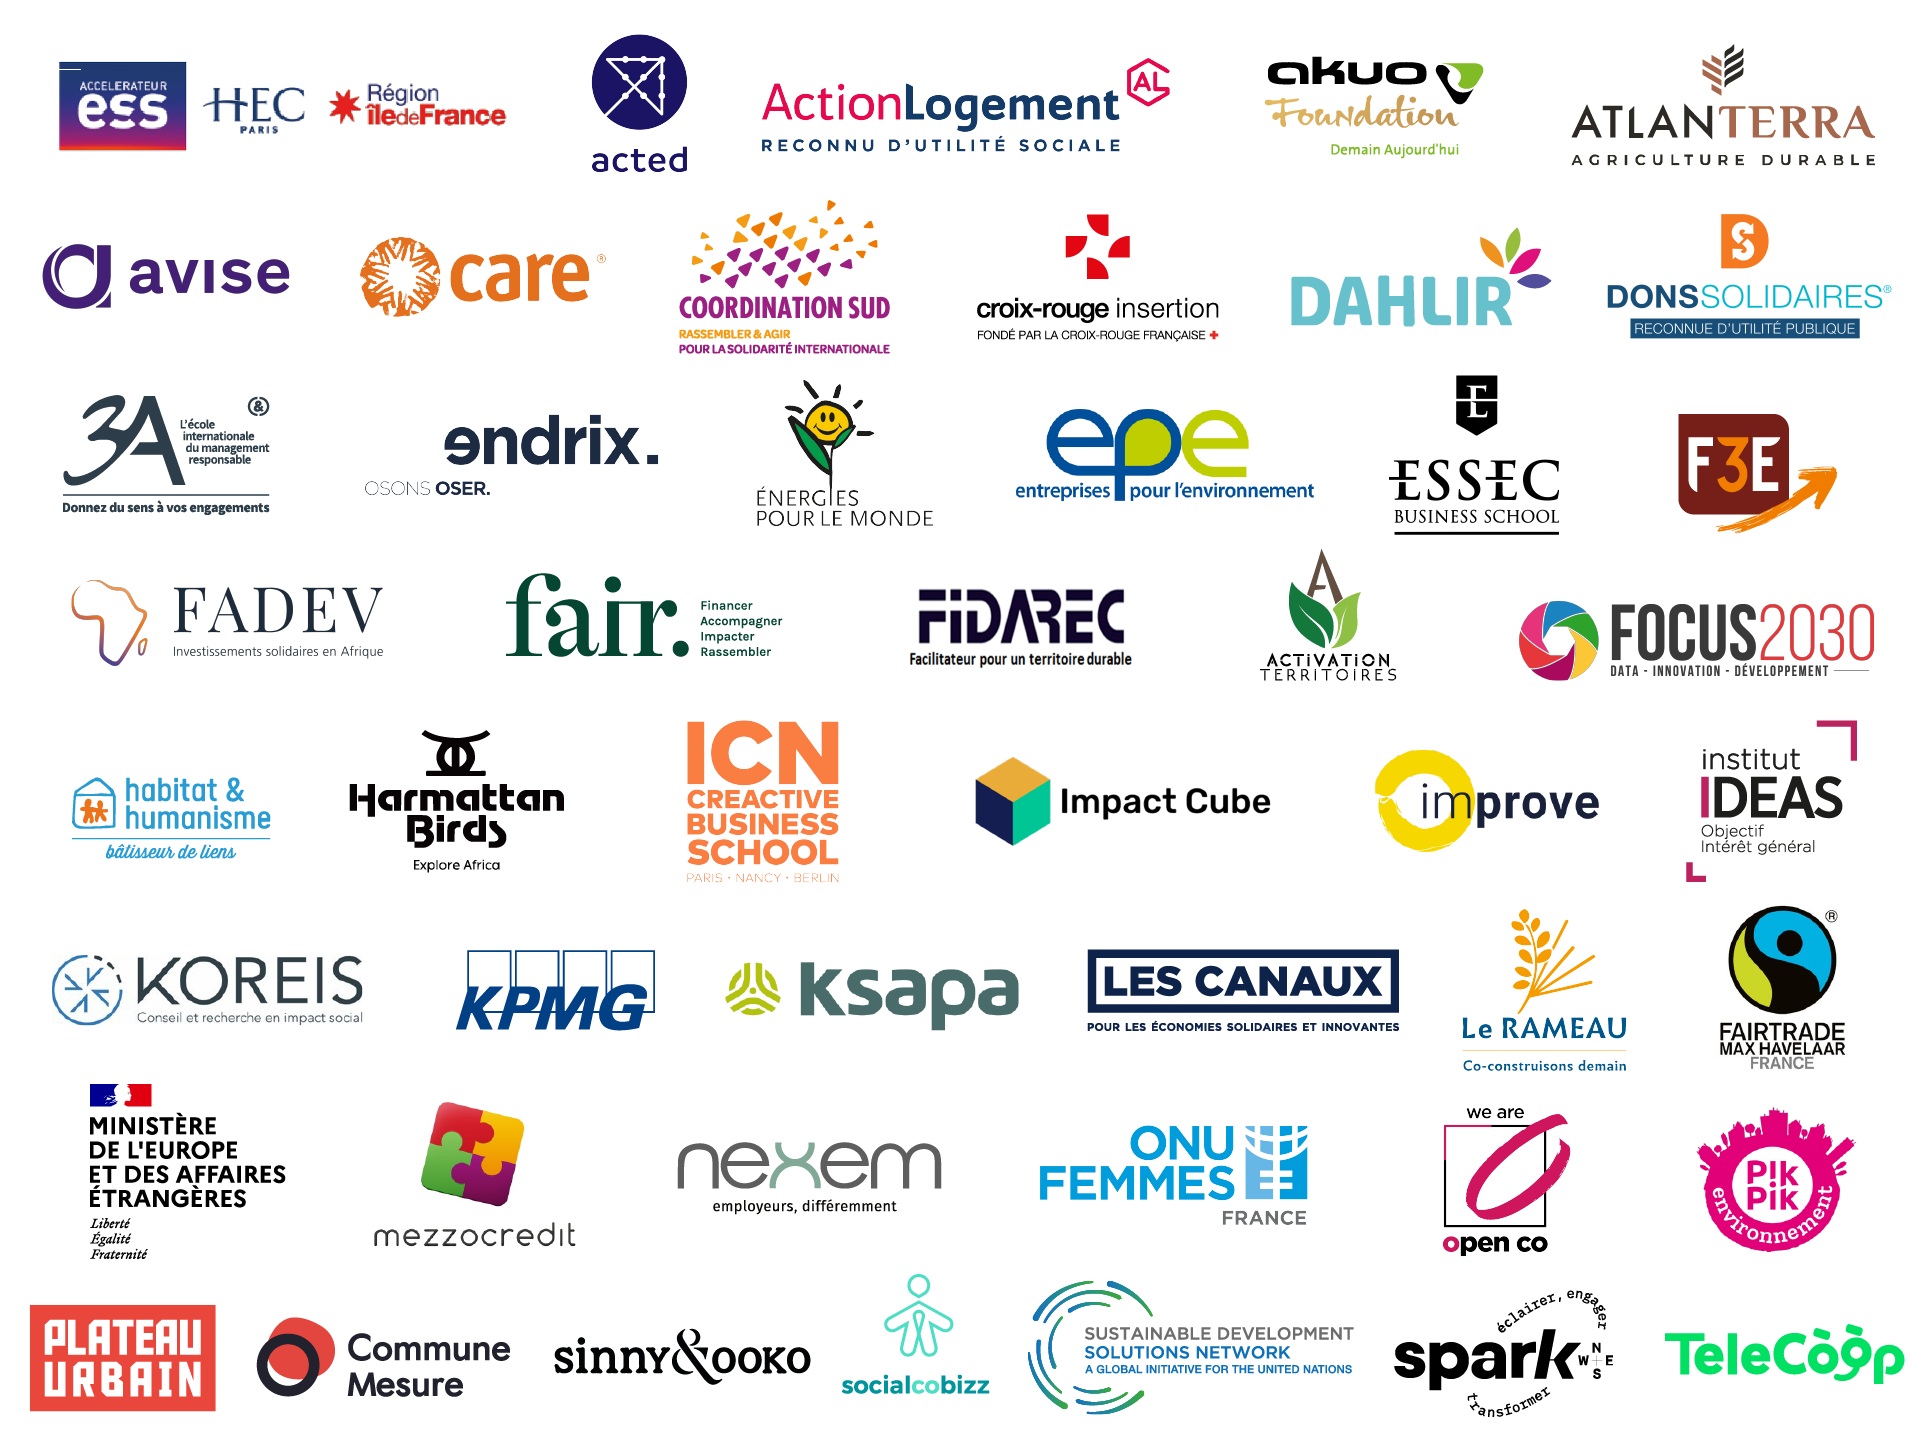 ACCELERATEUR
ess
HEC
PARIS
Région
îledeFrance
acted
ActionLogement
AL
RECONNU D'UTILITÉ SOCIALE
akuo
Foundation
Demain Aujourd'hui
ATLANTERRA
AGRICULTURE DURABLE
avise
care®
COORDINATION SUD
RASSEMBLER & AGIR
POUR LA SOLIDARITÉ INTERNATIONALE
croix-rouge insertion
FONDÉ PAR LA CROIX-ROUGE FRANÇAISE
DAHLIR
DS
DONSSOLIDAIRES®
RECONNUE D'UTILITÉ PUBLIQUE
3A
&
L'école
internationale
du management
responsable
Donnez du sens à vos engagements
endrix.
OSONS OSER.
ÉNERGIES
POUR LE MONDE
epe
entreprises pour l'environnement
E
ESSEC
BUSINESS SCHOOL
F3E
FADEV
Investissements solidaires en Afrique
fair.
Financer
Accompagner
Impacter
Rassembler
FiDAREC
Facilitateur pour un territoire durable
A
ACTiVATiON
TERRITOIRES
FOCUS2030
DATA - INNOVATION - DÉVELOPPEMENT
habitat &
humanisme
bâtisseur de liens
Harmattan
Birds
Explore Africa
ICN
CREACTIVE
BUSINESS
SCHOOL
PARIS · NANCY · BERLIN
Impact Cube
improve
institut
IDEAS
Objectif
Intérêt général
KOREIS
Conseil et recherche en impact social
KPMG
ksapa
LES CANAUX
POUR LES ÉCONOMIES SOLIDAIRES ET INNOVANTES
Le RAMEAU
Co-construisons demain
®
FAIRTRADE
MAX HAVELAAR
FRANCE
MINISTÈRE
DE L'EUROPE
ET DES AFFAIRES
ÉTRANGÈRES
Liberté
Égalité
Fraternité
mezzocredit
nexem
employeurs, différemment
ONU
FEMMES
FRANCE
we are
open co
P!k
Pik
environnement
PLATEAU
URBAIN
Commune
Mesure
sinny&ooko
socialcobizz
SUSTAINABLE DEVELOPMENT
SOLUTIONS NETWORK
A GLOBAL INITIATIVE FOR THE UNITED NATIONS
éclairer, engager
spark
N
W E
S
transformer
TeleCoop